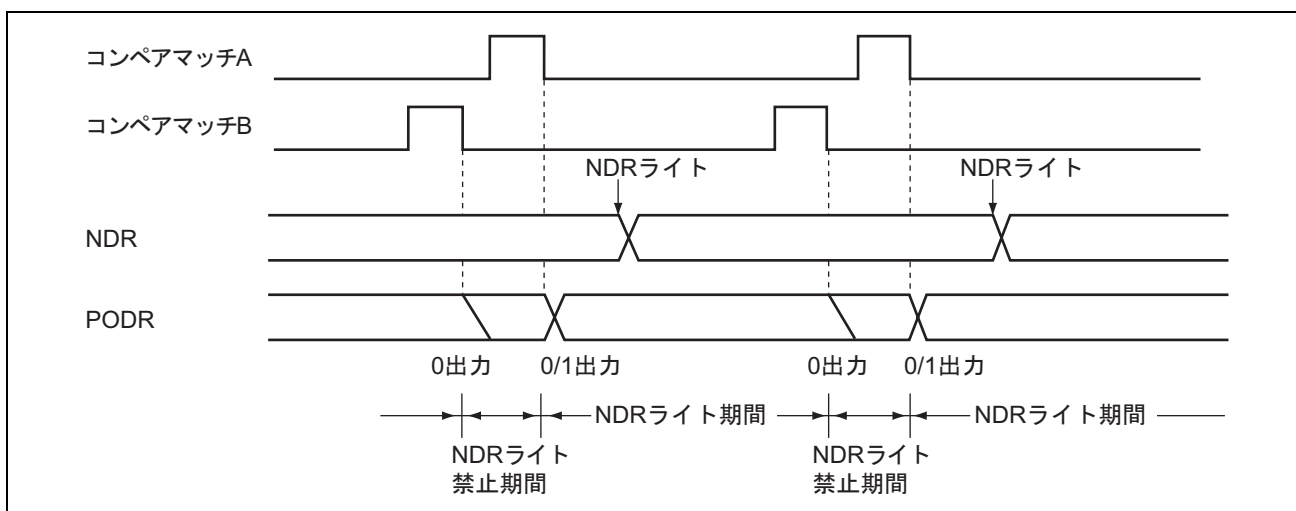 コンペアマッチA
コンペアマッチB
NDRライト NDRライト
NDR
PODR
0出力 0/1出力 0出力 0/1出力
NDRライト期間 NDRライト期間
NDRライト NDRライト
禁止期間 禁止期間